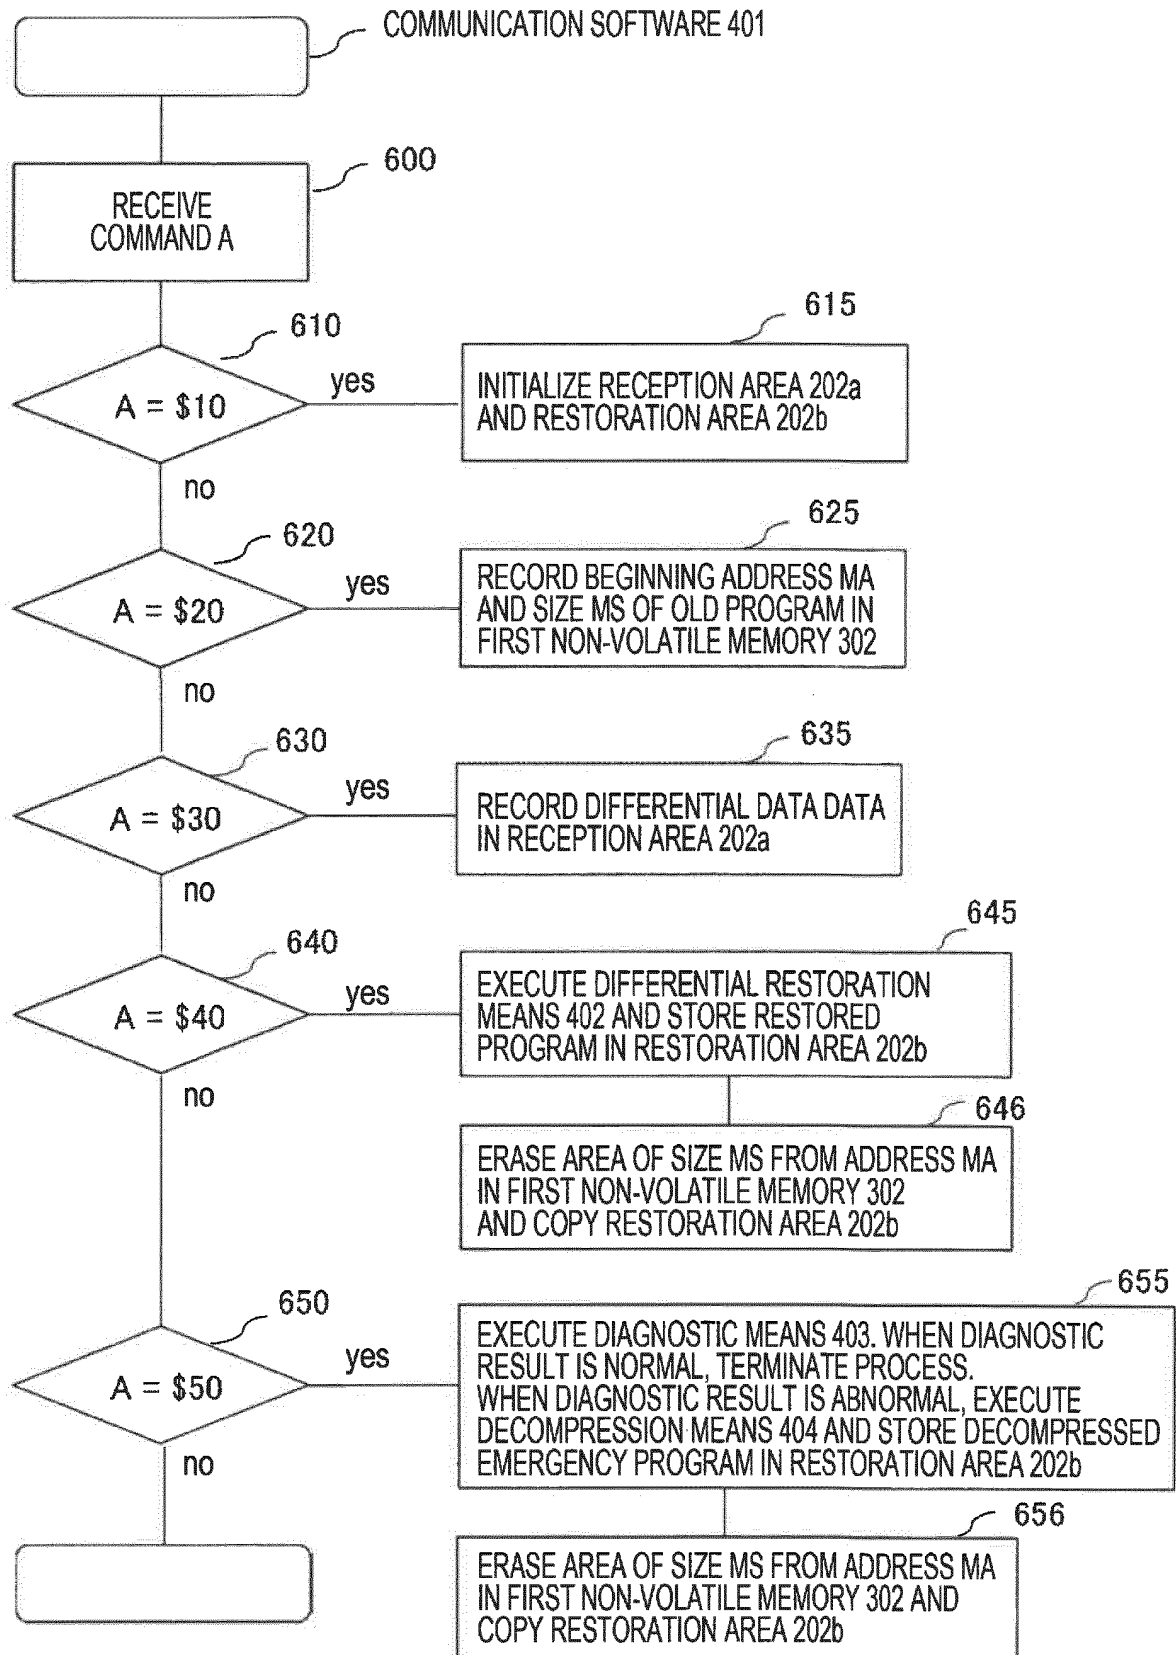 COMMUNICATION SOFTWARE 401
600
RECEIVE
COMMAND A
610
A = $10
yes
615
INITIALIZE RECEPTION AREA 202a
AND RESTORATION AREA 202b
no
620
A = $20
yes
625
RECORD BEGINNING ADDRESS MA
AND SIZE MS OF OLD PROGRAM IN
FIRST NON-VOLATILE MEMORY 302
no
630
A = $30
yes
635
RECORD DIFFERENTIAL DATA DATA
IN RECEPTION AREA 202a
no
640
A = $40
yes
645
EXECUTE DIFFERENTIAL RESTORATION
MEANS 402 AND STORE RESTORED
PROGRAM IN RESTORATION AREA 202b
no
646
ERASE AREA OF SIZE MS FROM ADDRESS MA
IN FIRST NON-VOLATILE MEMORY 302
AND COPY RESTORATION AREA 202b
650
A = $50
yes
655
EXECUTE DIAGNOSTIC MEANS 403. WHEN DIAGNOSTIC
RESULT IS NORMAL, TERMINATE PROCESS.
WHEN DIAGNOSTIC RESULT IS ABNORMAL, EXECUTE
DECOMPRESSION MEANS 404 AND STORE DECOMPRESSED
EMERGENCY PROGRAM IN RESTORATION AREA 202b
no
656
ERASE AREA OF SIZE MS FROM ADDRESS MA
IN FIRST NON-VOLATILE MEMORY 302 AND
COPY RESTORATION AREA 202b